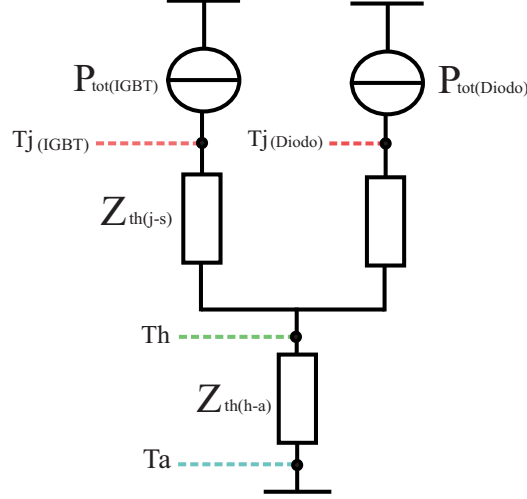 Ptot(IGBT)
Ptot(Diodo)
Tj (IGBT)
Tj (Diodo)
Zth(j-s)
Th
Zth(h-a)
Ta